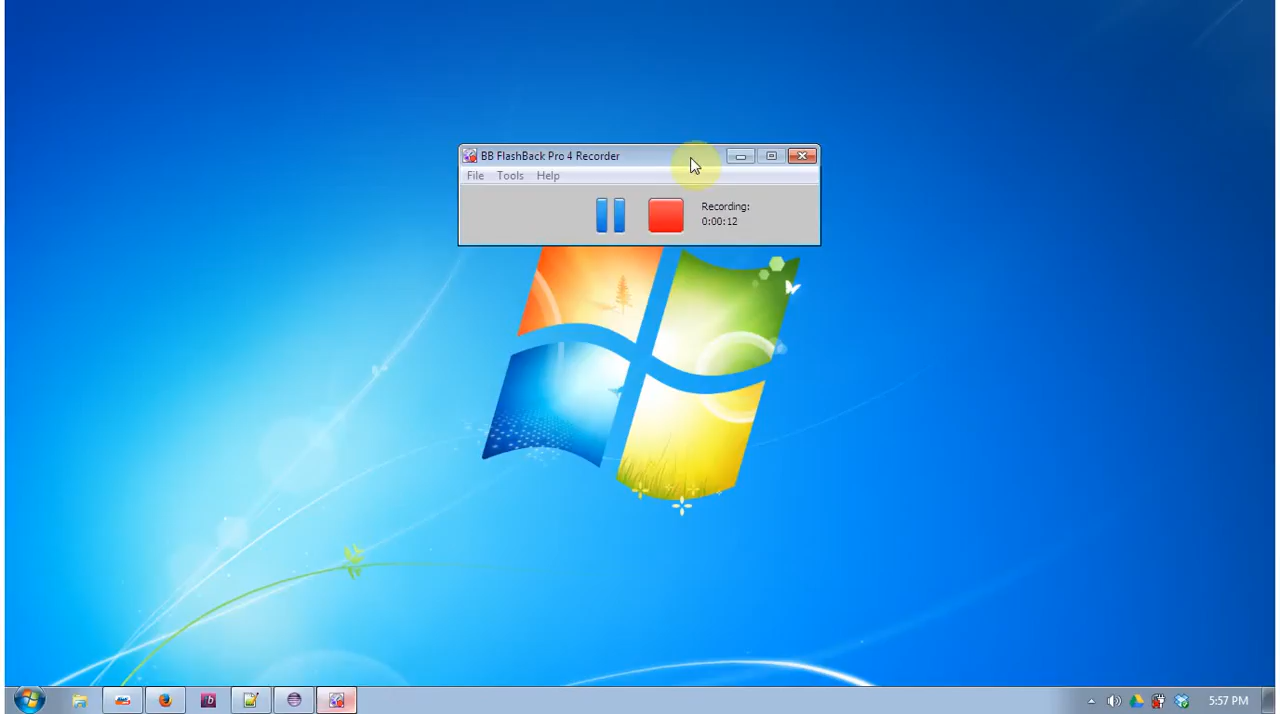 BB FlashBack Pro 4 Recorder
File Tools Help
Recording:
0:00:12
b
5:57 PM